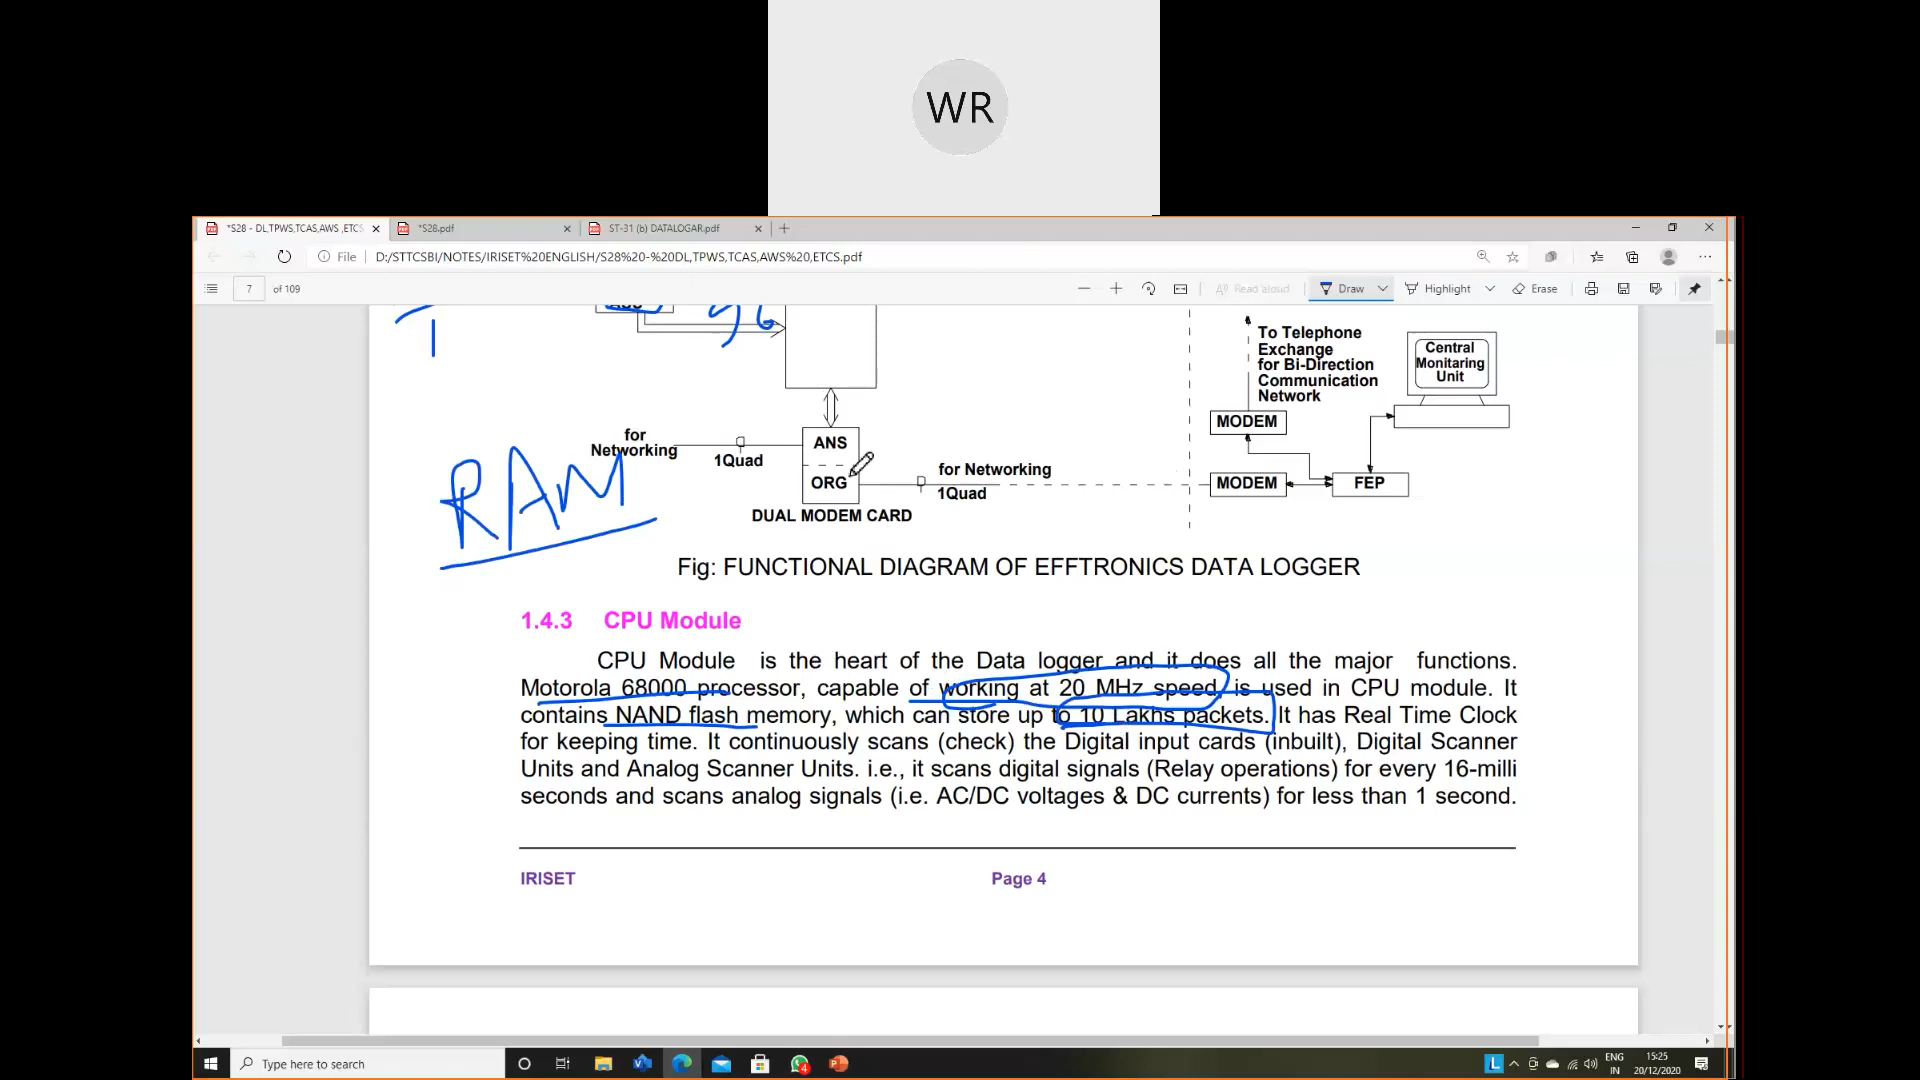 WR
*S28 - DL,TPWS,TCAS,AWS ,ETCS
*S28.pdf
ST-31 (b) DATALOGAR.pdf
File
D:/STTCSBI/NOTES/IRISET%20ENGLISH/S28%20-%20DL,TPWS,TCAS,AWS%20,ETCS.pdf
7 of 109
Read aloud
Draw
Highlight
Erase
96
To Telephone
Exchange
for Bi-Direction
Communication
Network
Central
Monitaring
Unit
MODEM
for
Networking
1Quad
ANS
ORG
for Networking
1Quad
MODEM
FEP
DUAL MODEM CARD
RAM
Fig: FUNCTIONAL DIAGRAM OF EFFTRONICS DATA LOGGER
1.4.3 CPU Module
CPU Module is the heart of the Data logger and it does all the major functions.
Motorola 68000 processor, capable of working at 20 MHz speed, is used in CPU module. It
contains NAND flash memory, which can store up to 10 Lakhs packets. It has Real Time Clock
for keeping time. It continuously scans (check) the Digital input cards (inbuilt), Digital Scanner
Units and Analog Scanner Units. i.e., it scans digital signals (Relay operations) for every 16-milli
seconds and scans analog signals (i.e. AC/DC voltages & DC currents) for less than 1 second.
IRISET
Page 4
Type here to search
4
L
ENG
IN
15:25
20/12/2020